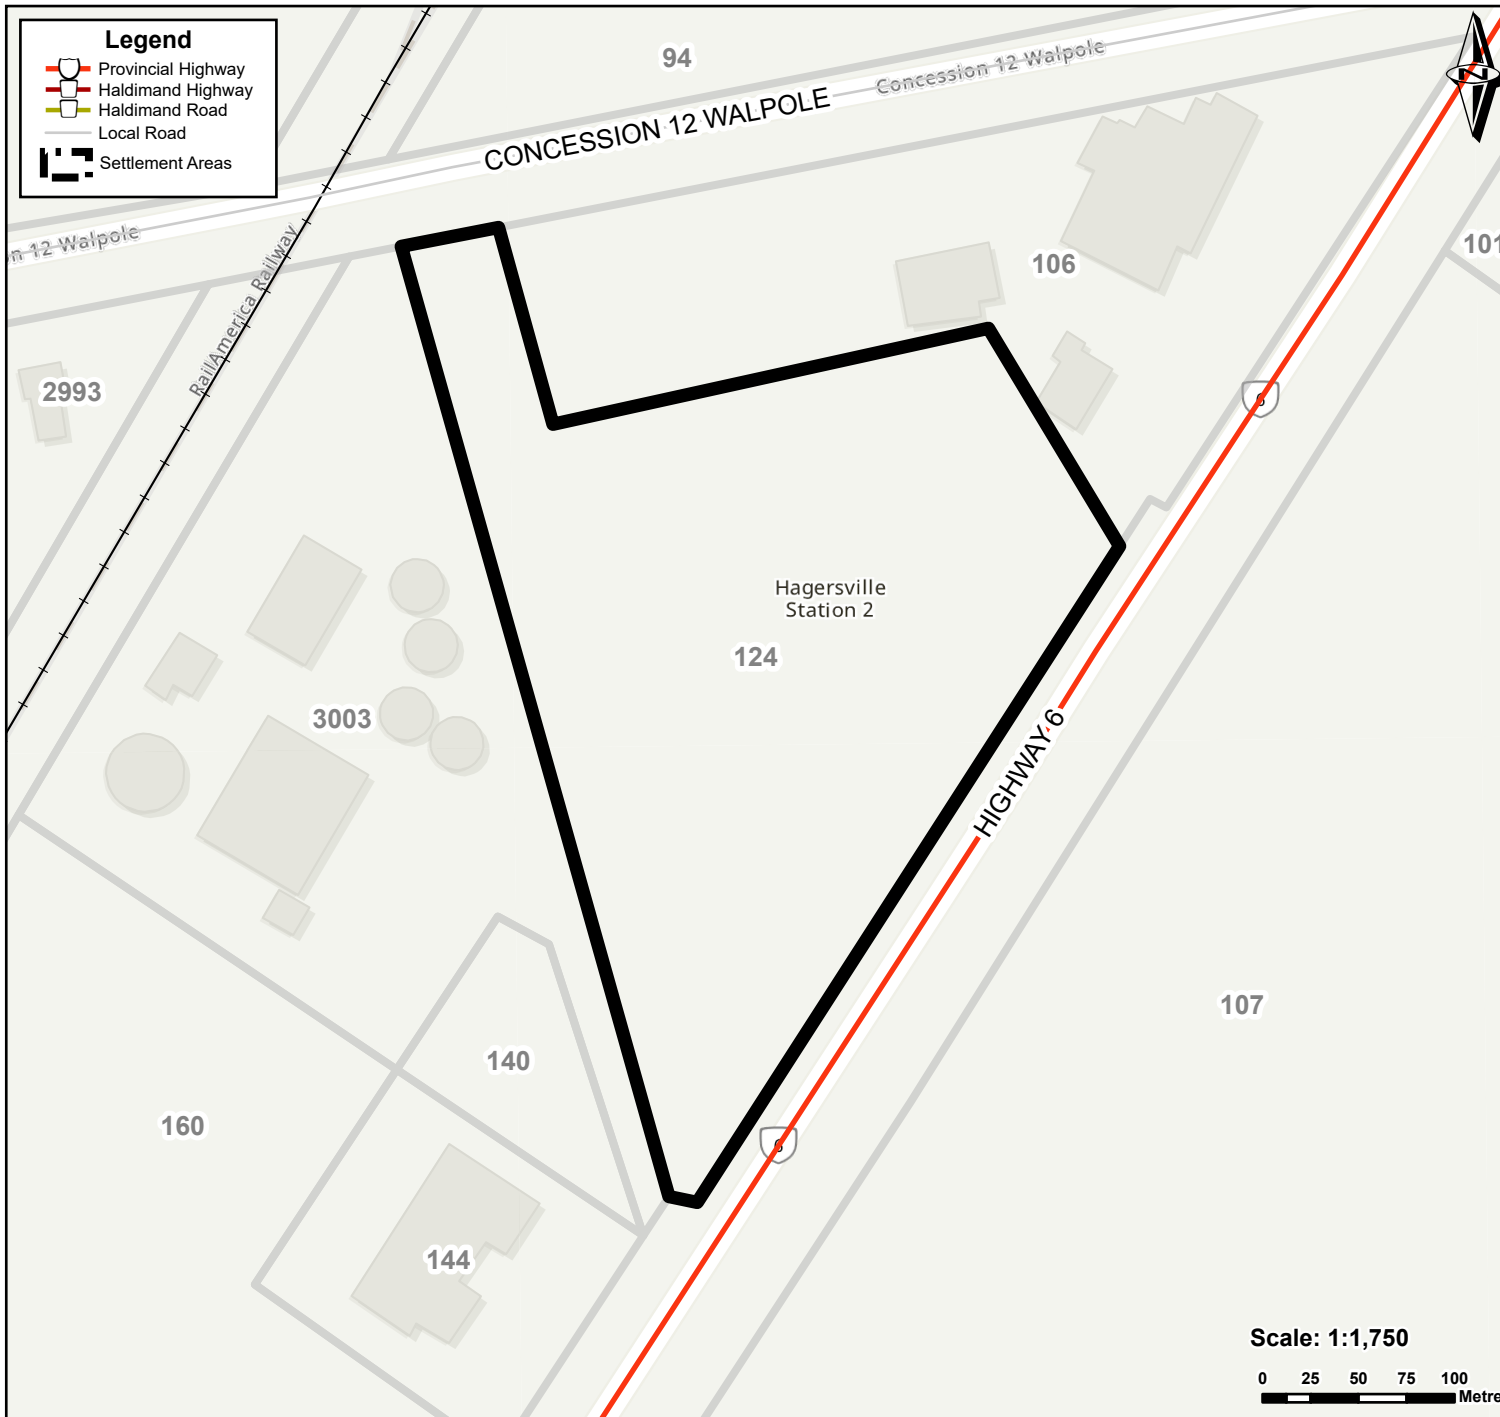 Legend
Provincial Highway
Haldimand Highway
Haldimand Road
Local Road
Settlement Areas
94
Concession 12 Walpole
CONCESSION 12 WALPOLE
N
n 12 Walpole
RailAmerica Railway
106
101
2993
6
Hagersville
Station 2
124
3003
HIGHWAY 6
107
140
160
6
144
Scale: 1:1,750
0 25 50 75 100
Metre